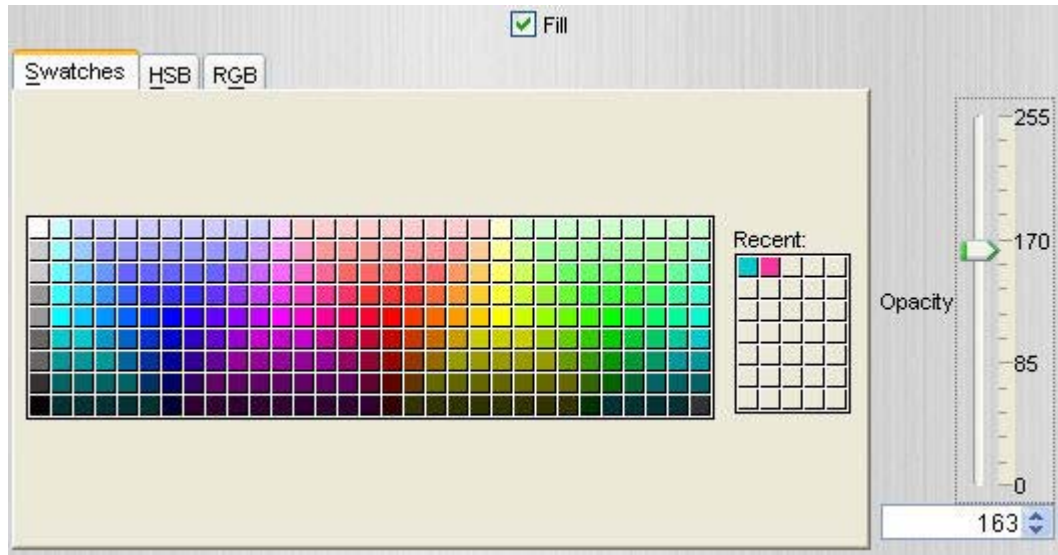 Fill
Swatches HSB RGB
Recent:
Opacity
255
170
85
0
163